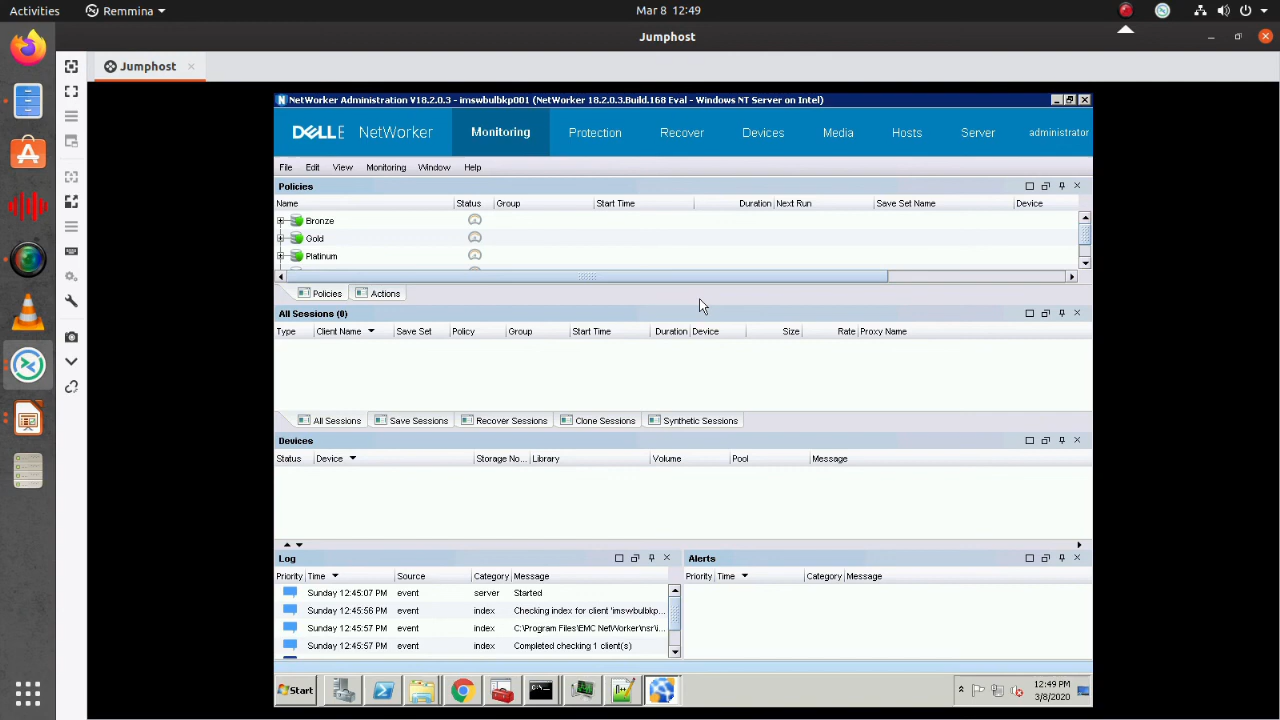 Activities Remmina Mar 8 12:49
Jumphost
Jumphost
NetWorker Administration V18.2.0.3 - imswbulbkp001 (NetWorker 18.2.0.3.Build.168 Eval - Windows NT Server on Intel)
DELL NetWorker Monitoring Protection Recover Devices Media Hosts Server administrator
File Edit View Monitoring Window Help
Policies
Name Status Group Start Time Duration Next Run Save Set Name Device
Bronze
Gold
Platinum
Policies Actions
All Sessions (0)
Type Client Name Save Set Policy Group Start Time Duration Device Size Rate Proxy Name
All Sessions Save Sessions Recover Sessions Clone Sessions Synthetic Sessions
Devices
Status Device Storage No... Library Volume Pool Message
Log
Priority Time Source Category Message
Sunday 12:45:07 PM event server Started
Sunday 12:45:56 PM event index Checking index for client 'imswbulbkp...
Sunday 12:45:57 PM event index C:\Program Files\EMC NetWorker\nsr\i...
Sunday 12:45:57 PM event index Completed checking 1 client(s)
Alerts
Priority Time Category Message
Start 12:49 PM
3/8/2020